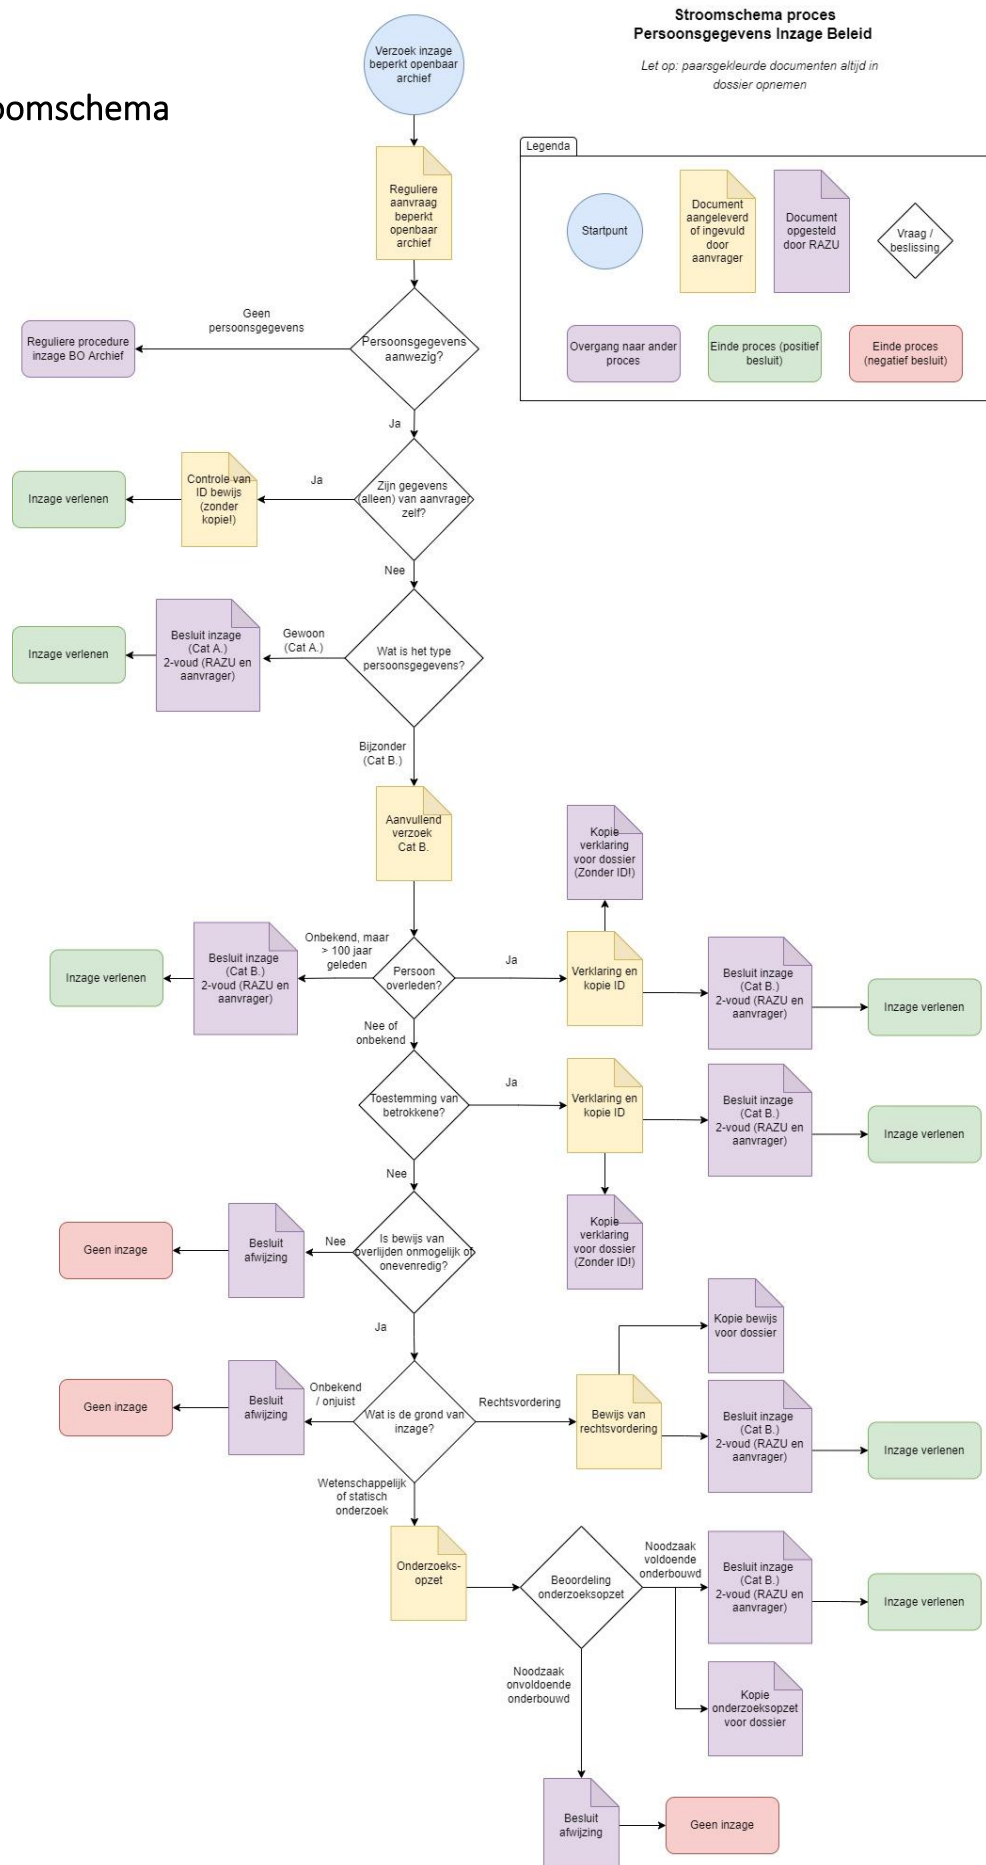 Stroomschema proces
Persoonsgegevens Inzage Beleid
Let op: paarsgekleurde documenten altijd in
dossier opnemen
oomschema
Verzoek inzage
beperkt openbaar
archief
Legenda
Startpunt
Document
aangeleverd
of ingevuld
door
aanvrager
Document
opgesteld
door RAZU
Vraag /
beslissing
Overgang naar ander
proces
Einde proces (positief
besluit)
Einde proces
(negatief besluit)
Reguliere
aanvraag
beperkt
openbaar
archief
Persoonsgegevens
aanwezig?
Geen
persoonsgegevens
Reguliere procedure
inzage BO Archief
Ja
Zijn gegevens
(alleen) van aanvrager
zelf?
Ja
Controle van
ID bewijs
(zonder
kopie!)
Inzage verlenen
Nee
Wat is het type
persoonsgegevens?
Gewoon
(Cat A.)
Besluit inzage
(Cat A.)
2-voud (RAZU en
aanvrager)
Inzage verlenen
Bijzonder
(Cat B.)
Aanvullend
verzoek
Cat B.
Persoon
overleden?
Onbekend, maar
> 100 jaar
geleden
Besluit inzage
(Cat B.)
2-voud (RAZU en
aanvrager)
Inzage verlenen
Ja
Verklaring en
kopie ID
Kopie
verklaring
voor dossier
(Zonder ID!)
Besluit inzage
(Cat B.)
2-voud (RAZU en
aanvrager)
Inzage verlenen
Nee of
onbekend
Toestemming van
betrokkene?
Ja
Verklaring en
kopie ID
Besluit inzage
(Cat B.)
2-voud (RAZU en
aanvrager)
Inzage verlenen
Kopie
verklaring
voor dossier
(Zonder ID!)
Nee
Is bewijs van
overlijden onmogelijk of
onevenredig?
Nee
Besluit
afwijzing
Geen inzage
Ja
Wat is de grond van
inzage?
Onbekend
/ onjuist
Besluit
afwijzing
Geen inzage
Rechtsvordering
Bewijs van
rechtsvordering
Kopie bewijs
voor dossier
Besluit inzage
(Cat B.)
2-voud (RAZU en
aanvrager)
Inzage verlenen
Wetenschappelijk
of statisch
onderzoek
Onderzoeks-
opzet
Beoordeling
onderzoeksopzet
Noodzaak
voldoende
onderbouwd
Besluit inzage
(Cat B.)
2-voud (RAZU en
aanvrager)
Inzage verlenen
Kopie
onderzoeksopzet
voor dossier
Noodzaak
onvoldoende
onderbouwd
Besluit
afwijzing
Geen inzage